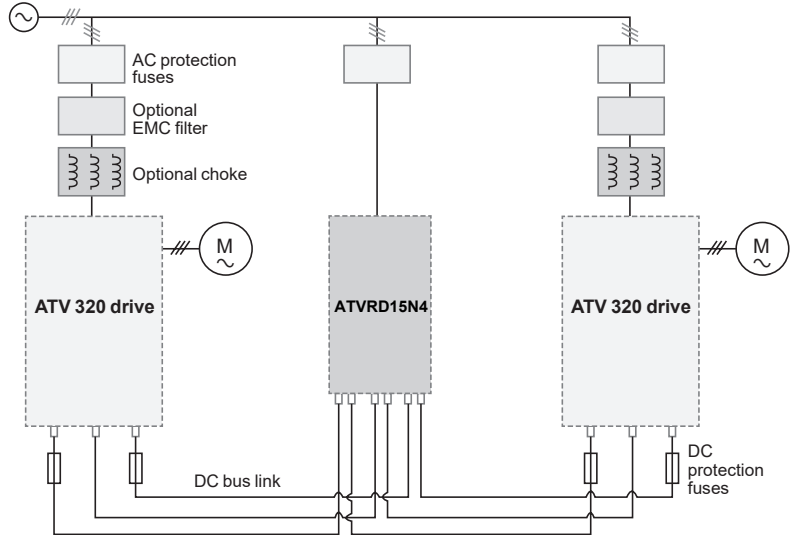 AC protection
fuses
Optional
EMC filter
Optional choke
M
M
ATV 320 drive
ATVRD15N4
ATV 320 drive
DC bus link
DC
protection
fuses